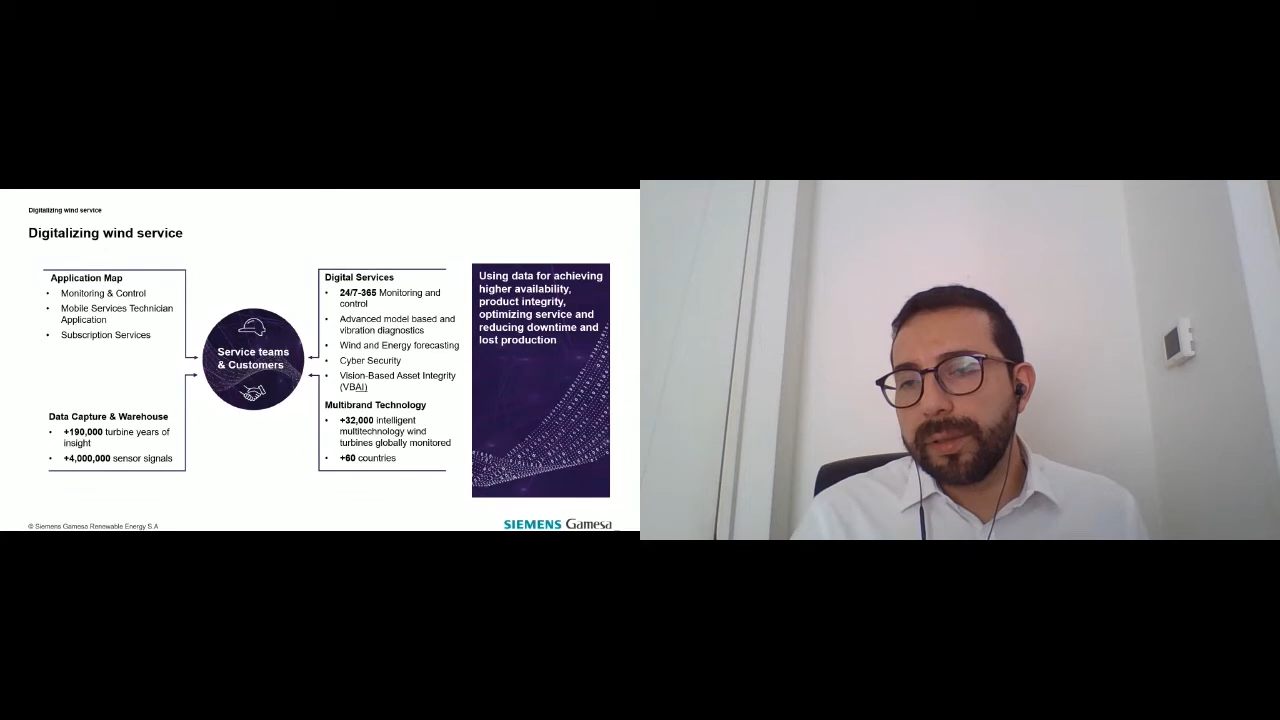 Digitalizing wind service
Digitalizing wind service
Application Map
• Monitoring & Control
• Mobile Services Technician
Application
• Subscription Services
Data Capture & Warehouse
• +190,000 turbine years of
insight
• +4,000,000 sensor signals
Service teams
& Customers
Digital Services
• 24/7-365 Monitoring and
control
• Advanced model based and
vibration diagnostics
• Wind and Energy forecasting
• Cyber Security
• Vision-Based Asset Integrity
(VBAI)
Multibrand Technology
• +32,000 intelligent
multitechnology wind
turbines globally monitored
• +60 countries
Using data for achieving
higher availability,
product integrity,
optimizing service and
reducing downtime and
lost production
© Siemens Gamesa Renewable Energy S.A
SIEMENS Gamesa